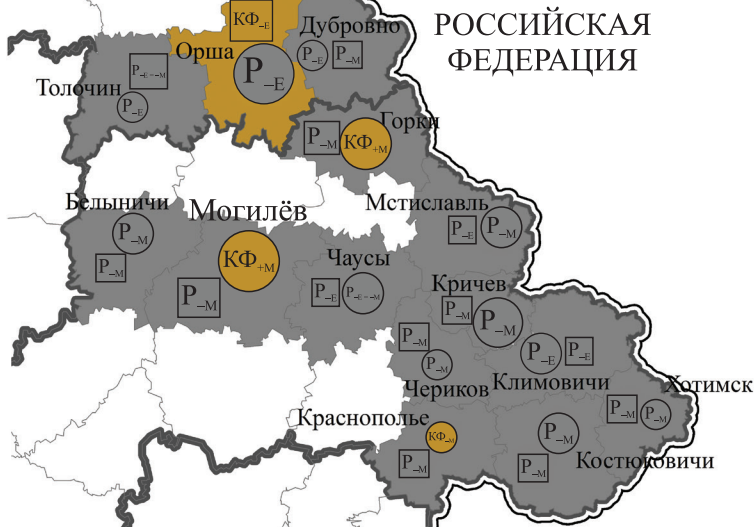 РОССИЙСКАЯ
ФЕДЕРАЦИЯ
КФ–Е
Дубровно
Орша
Р–Е
Р–М
Р–Е
Толочин
Р–Е=–М
Р–Е
Горки
Р–М
КФ+М
Белыничи
Р–М
Р–М
Могилёв
КФ+М
Р–М
Мстиславль
Р–Е
Р–М
Чаусы
Р–Е
Р–Е=–М
Кричев
Р–М
Р–М
Р–М
Р–М
Чериков
Р–Е
Р–Е
Климовичи
Хотимск
Р–М
Р–М
Краснополье
КФ–М
Р–М
Р–М
Р–М
Костюковичи